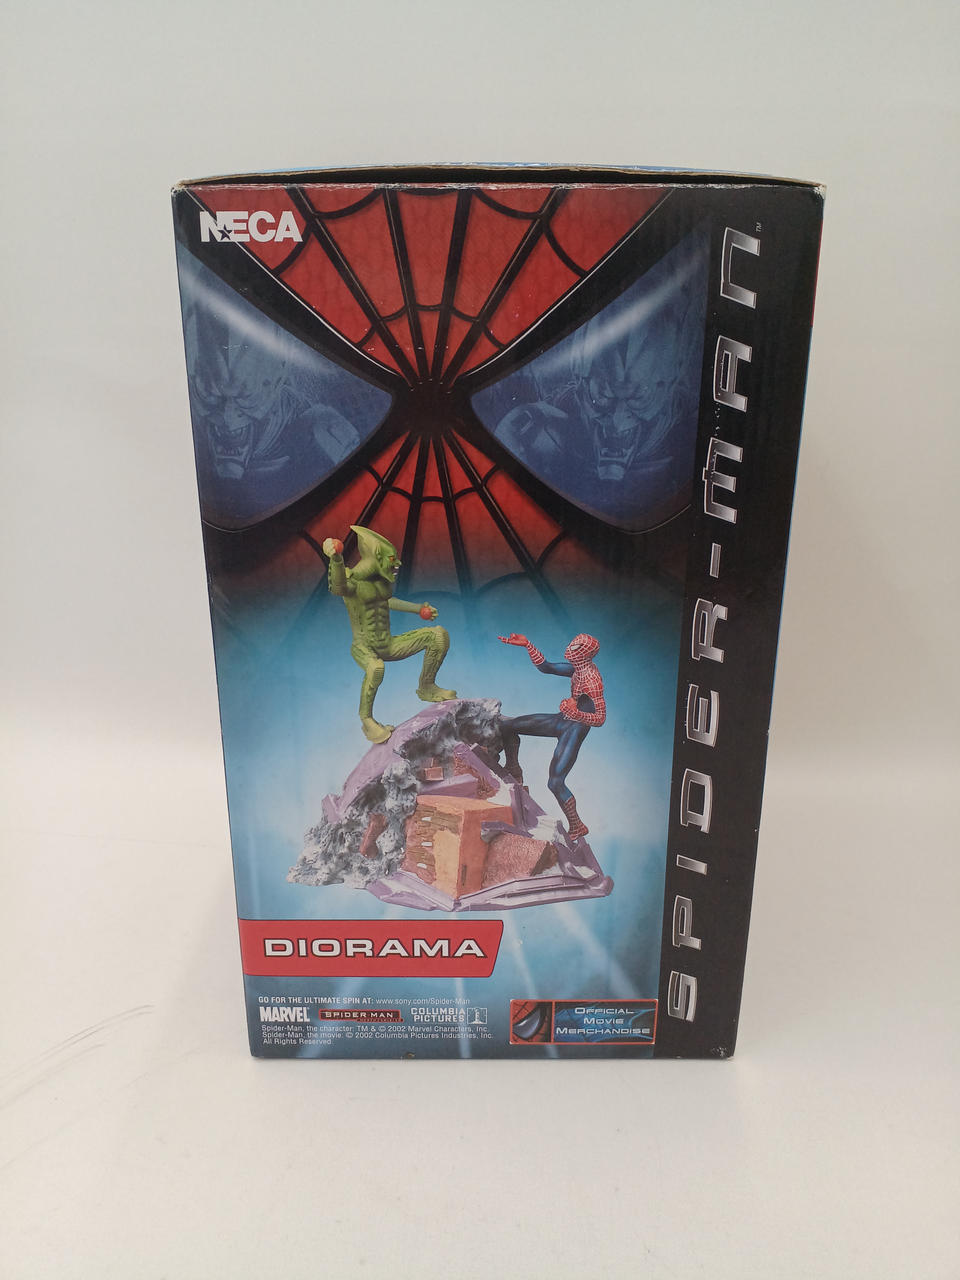 NECA
SPIDER-MAN™
DIORAMA
GO FOR THE ULTIMATE SPIN AT: www.sony.com/Spider-Man
MARVEL SPIDER-MAN COLUMBIA PICTURES
Spider-Man, the character: TM & © 2002 Marvel Characters, Inc.
Spider-Man, the movie: © 2002 Columbia Pictures Industries, Inc.
All Rights Reserved.
OFFICIAL
MOVIE
MERCHANDISE